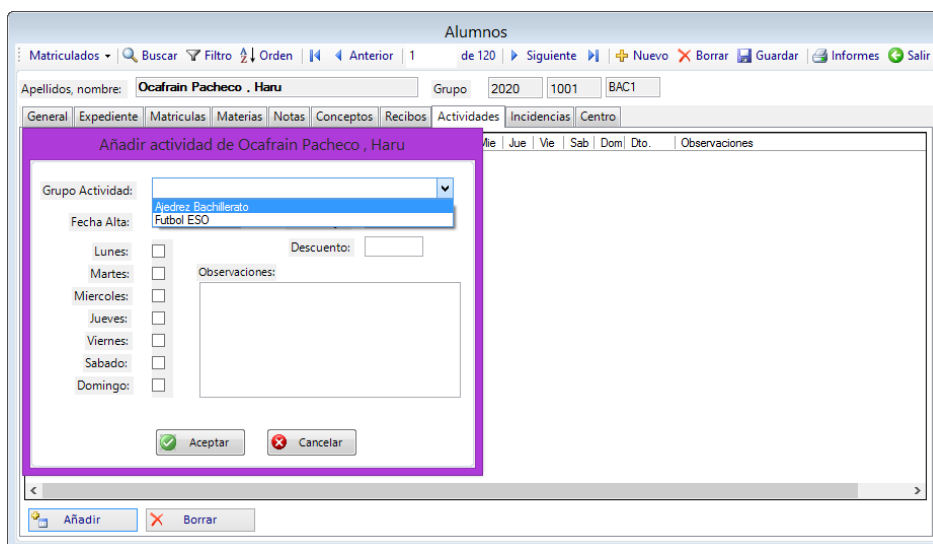 Alumnos
Matriculados Buscar Filtro Orden Anterior 1 de 120 Siguiente Nuevo Borrar Guardar Informes Salir
Apellidos, nombre: Ocafrain Pacheco , Haru Grupo 2020 1001 BAC1
General Expediente Matriculas Materias Notas Conceptos Recibos Actividades Incidencias Centro
Añadir actividad de Ocafrain Pacheco , Haru
Mie Jue Vie Sab Dom Dto. Observaciones
Grupo Actividad:
Ajedrez Bachillerato
Futbol ESO
Fecha Alta:
Lunes: Descuento:
Martes: Observaciones:
Miercoles:
Jueves:
Viernes:
Sabado:
Domingo:
Aceptar Cancelar
Añadir Borrar